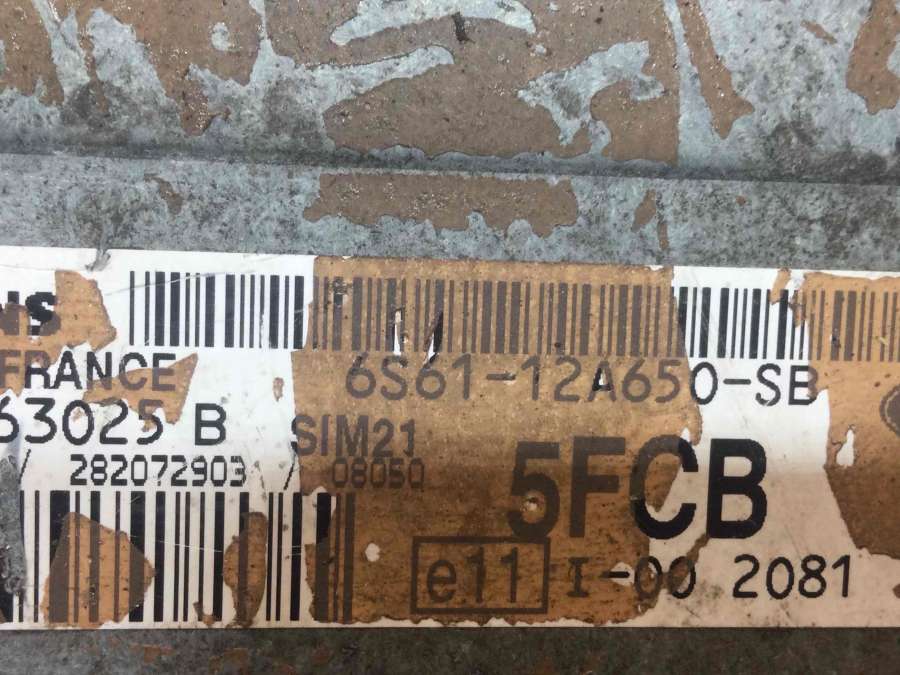 NS
6S61-12A650-SB
FRANCE
63025 B
SIM21
282072903 / 08050
5FCB
e11 I-00 2081